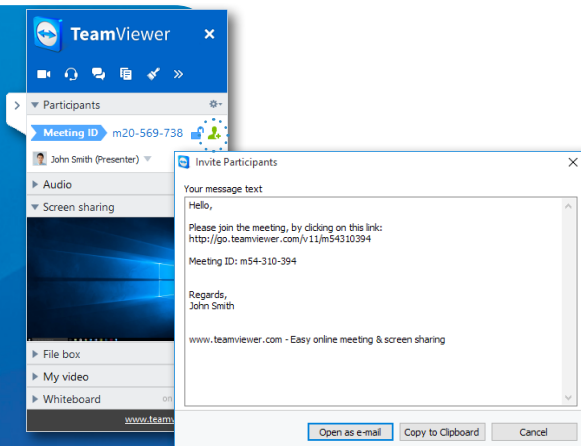 TeamViewer
Participants
Meeting ID m20-569-738
John Smith (Presenter)
Audio
Screen sharing
File box
My video
Whiteboard
Invite Participants
Your message text
Hello,
Please join the meeting, by clicking on this link:
http://go.teamviewer.com/v11/m54310394
Meeting ID: m54-310-394
Regards,
John Smith
www.teamviewer.com - Easy online meeting & screen sharing
Open as e-mail Copy to Clipboard Cancel